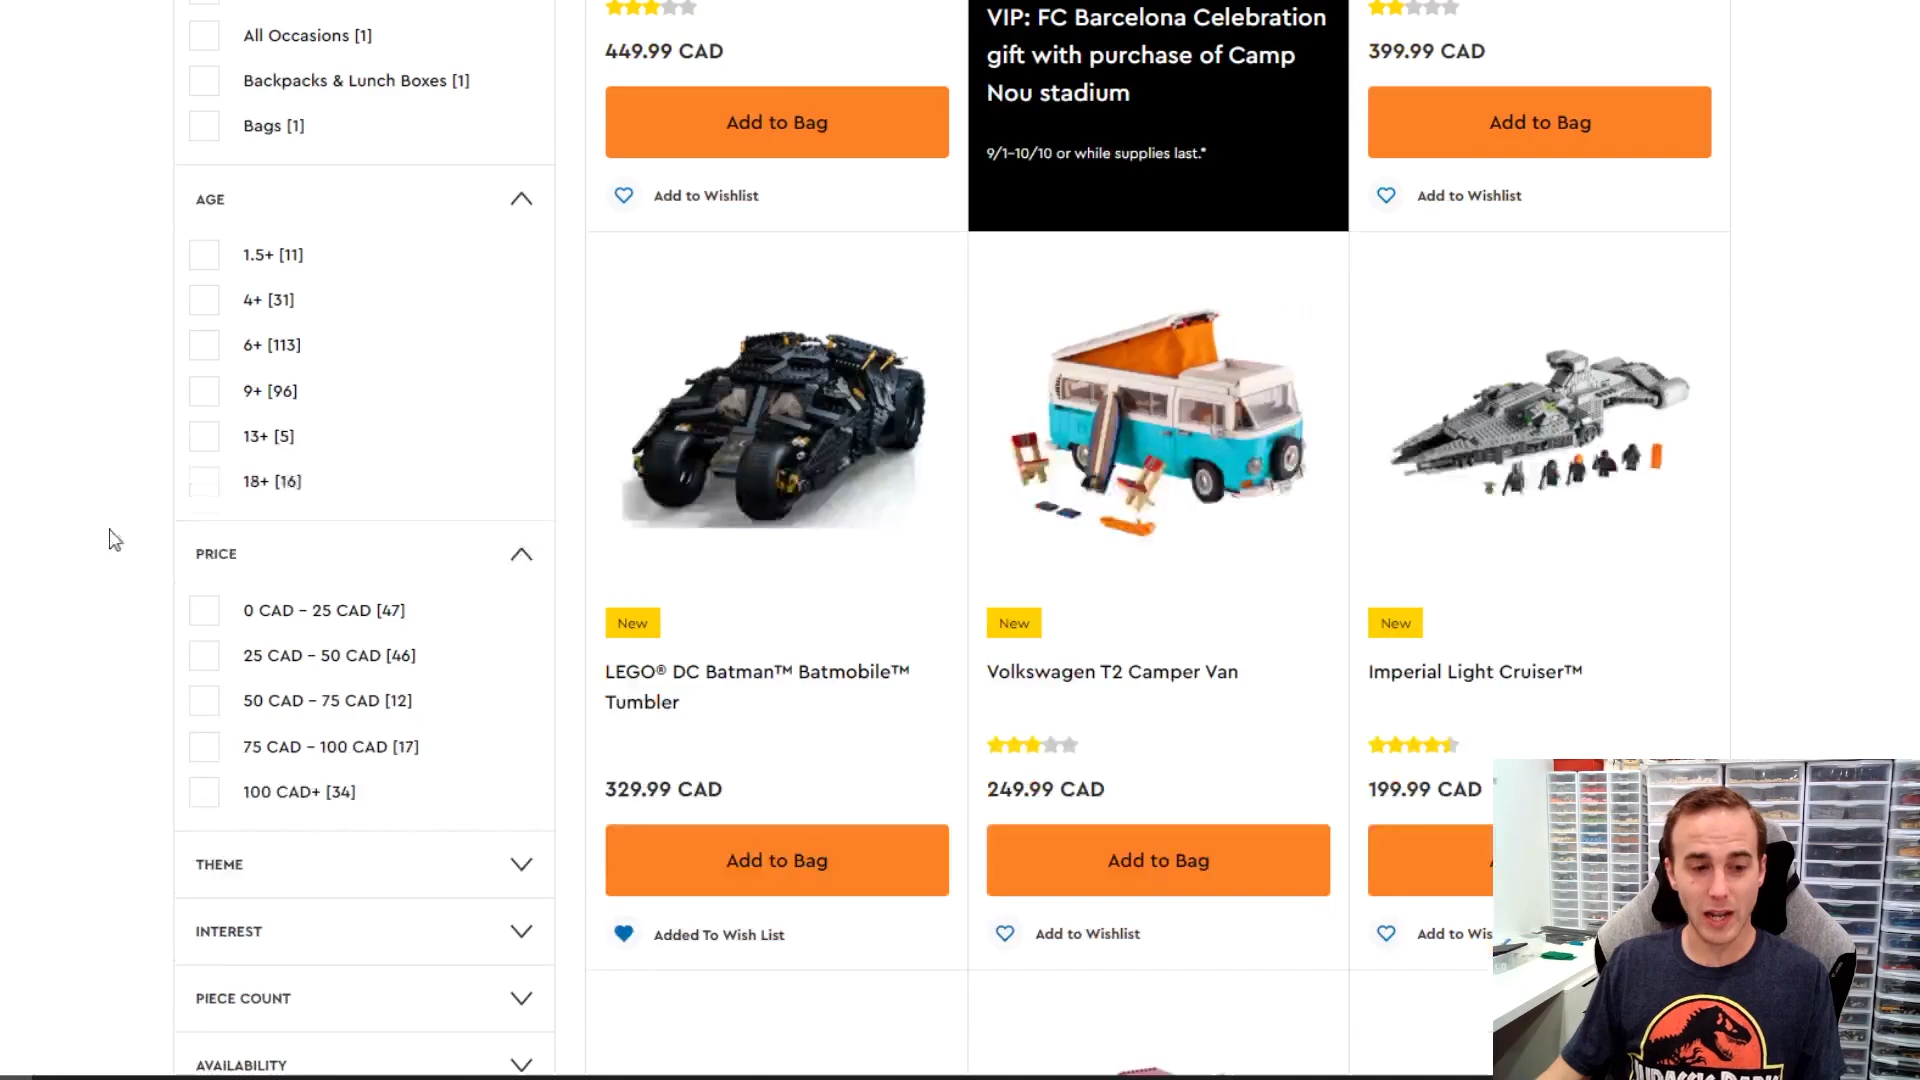 All Occasions [1]
Backpacks & Lunch Boxes [1]
Bags [1]
AGE
1.5+ [11]
4+ [31]
6+ [113]
9+ [96]
13+ [5]
18+ [16]
PRICE
0 CAD - 25 CAD [47]
25 CAD - 50 CAD [46]
50 CAD - 75 CAD [12]
75 CAD - 100 CAD [17]
100 CAD+ [34]
THEME
INTEREST
PIECE COUNT
AVAILABILITY
449.99 CAD
Add to Bag
Add to Wishlist
VIP: FC Barcelona Celebration
gift with purchase of Camp
Nou stadium
9/1-10/10 or while supplies last.*
399.99 CAD
Add to Bag
Add to Wishlist
New
LEGO® DC Batman™ Batmobile™
Tumbler
329.99 CAD
Add to Bag
Added To Wish List
New
Volkswagen T2 Camper Van
249.99 CAD
Add to Bag
Add to Wishlist
New
Imperial Light Cruiser™
199.99 CAD
Add to Wis
JURASSIC PARK